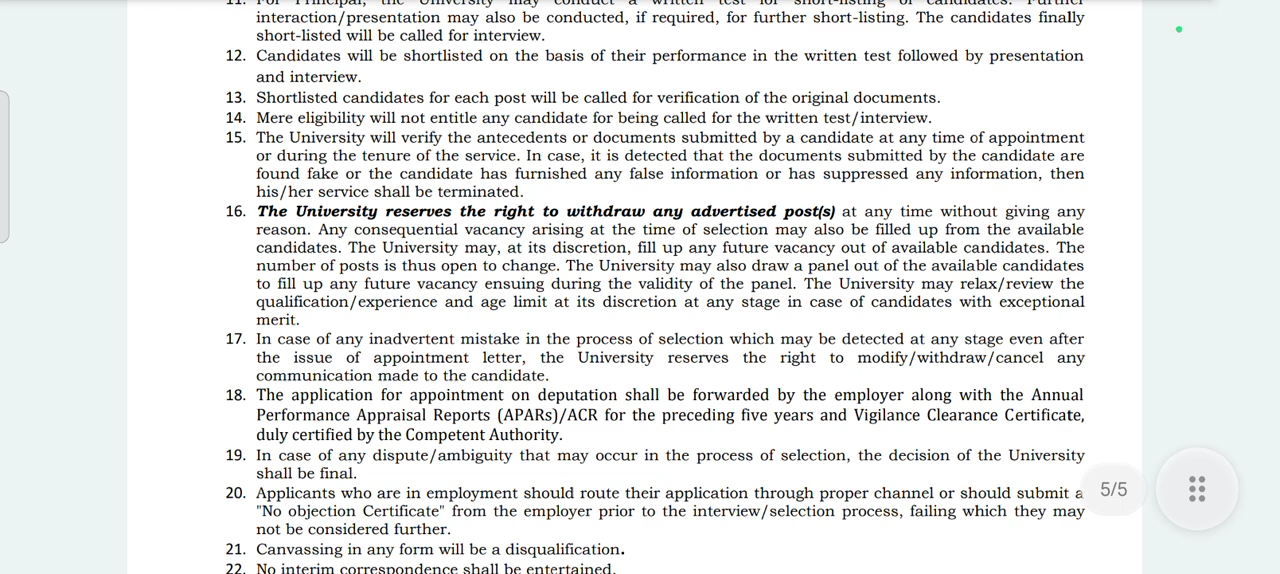 11. For Principal, the University may conduct a written test for short-listing of candidates. Further
interaction/presentation may also be conducted, if required, for further short-listing. The candidates finally
short-listed will be called for interview.
12. Candidates will be shortlisted on the basis of their performance in the written test followed by presentation
and interview.
13. Shortlisted candidates for each post will be called for verification of the original documents.
14. Mere eligibility will not entitle any candidate for being called for the written test/interview.
15. The University will verify the antecedents or documents submitted by a candidate at any time of appointment
or during the tenure of the service. In case, it is detected that the documents submitted by the candidate are
found fake or the candidate has furnished any false information or has suppressed any information, then
his/her service shall be terminated.
16. The University reserves the right to withdraw any advertised post(s) at any time without giving any
reason. Any consequential vacancy arising at the time of selection may also be filled up from the available
candidates. The University may, at its discretion, fill up any future vacancy out of available candidates. The
number of posts is thus open to change. The University may also draw a panel out of the available candidates
to fill up any future vacancy ensuing during the validity of the panel. The University may relax/review the
qualification/experience and age limit at its discretion at any stage in case of candidates with exceptional
merit.
17. In case of any inadvertent mistake in the process of selection which may be detected at any stage even after
the issue of appointment letter, the University reserves the right to modify/withdraw/cancel any
communication made to the candidate.
18. The application for appointment on deputation shall be forwarded by the employer along with the Annual
Performance Appraisal Reports (APARs)/ACR for the preceding five years and Vigilance Clearance Certificate,
duly certified by the Competent Authority.
19. In case of any dispute/ambiguity that may occur in the process of selection, the decision of the University
shall be final.
20. Applicants who are in employment should route their application through proper channel or should submit a
"No objection Certificate" from the employer prior to the interview/selection process, failing which they may
not be considered further.
21. Canvassing in any form will be a disqualification.
22. No interim correspondence shall be entertained.
5/5